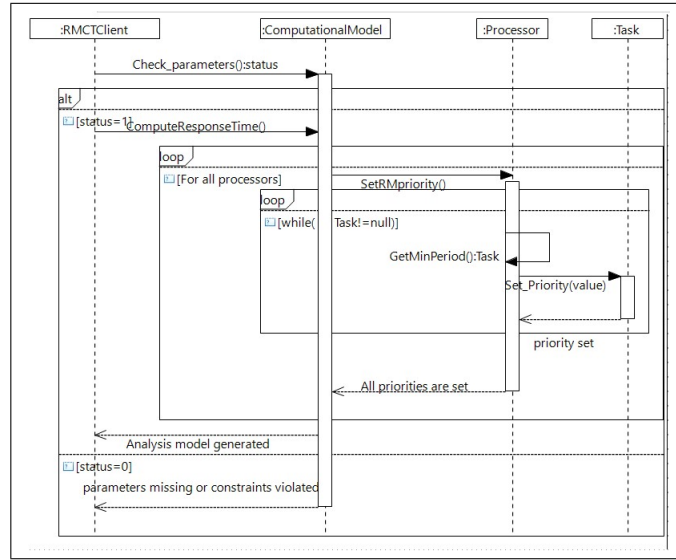 :RMCTClient
:ComputationalModel
:Processor
:Task
Check_parameters():status
alt
[status=1]
ComputeResponseTime()
loop
[For all processors]
SetRMpriority()
loop
[while( Task!=null)]
GetMinPeriod():Task
Set_Priority(value)
priority set
All priorities are set
Analysis model generated
[status=0]
parameters missing or constraints violated